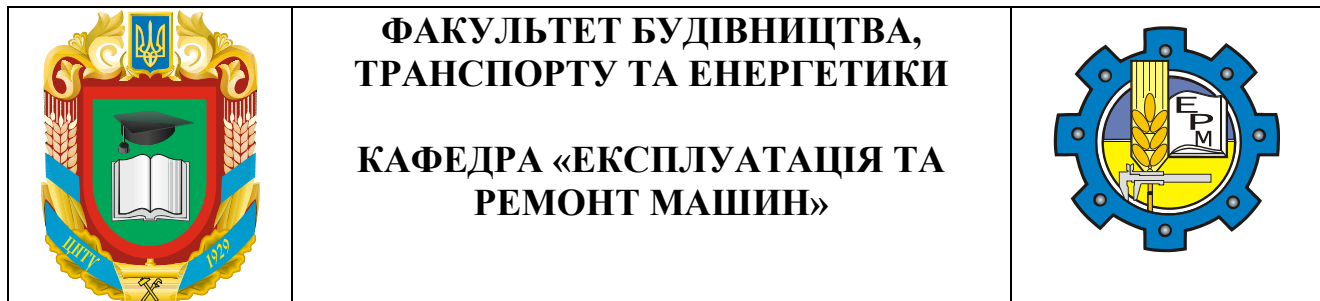 ЦНТУ
1929
ФАКУЛЬТЕТ БУДІВНИЦТВА,
ТРАНСПОРТУ ТА ЕНЕРГЕТИКИ
КАФЕДРА «ЕКСПЛУАТАЦІЯ ТА
РЕМОНТ МАШИН»
ЕРМ